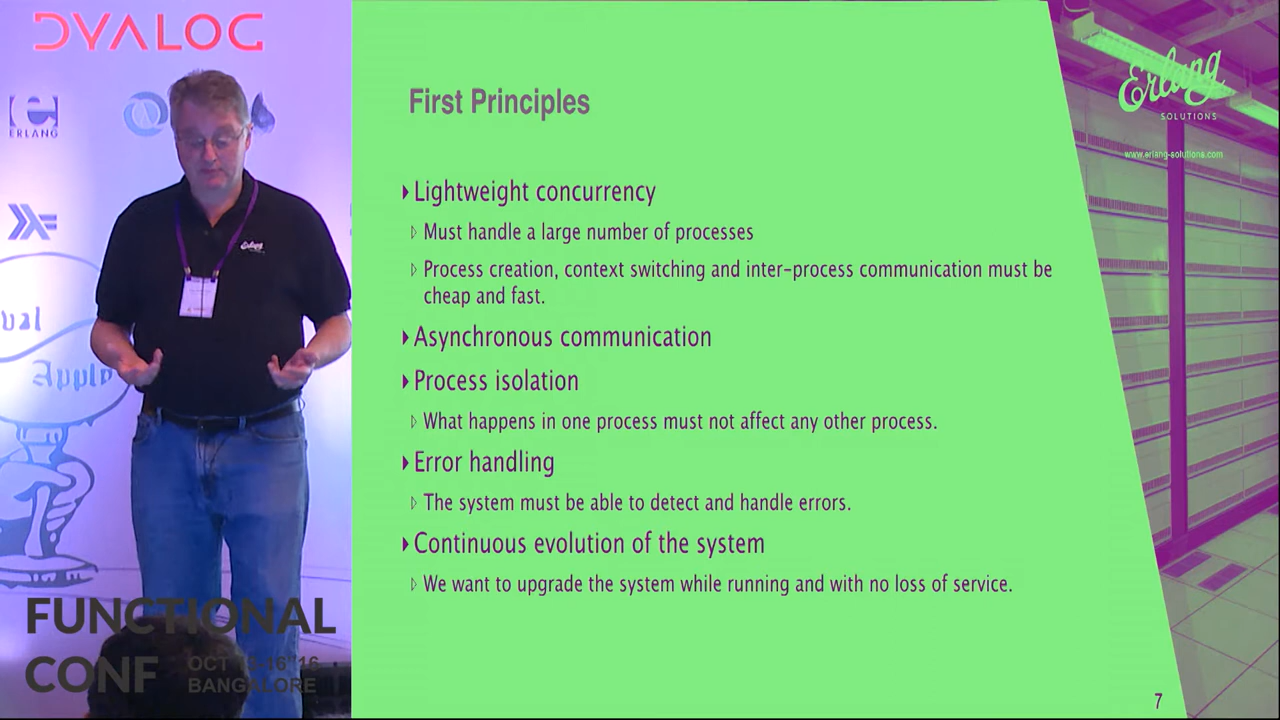 DYALOG
ERLANG
First Principles
Lightweight concurrency
Must handle a large number of processes
Process creation, context switching and inter-process communication must be
cheap and fast.
Asynchronous communication
Process isolation
What happens in one process must not affect any other process.
Error handling
The system must be able to detect and handle errors.
Continuous evolution of the system
We want to upgrade the system while running and with no loss of service.
7
Erlang
SOLUTIONS
www.erlang-solutions.com
Erlang
FUNCTIONAL
CONF
OCT
BANGALORE